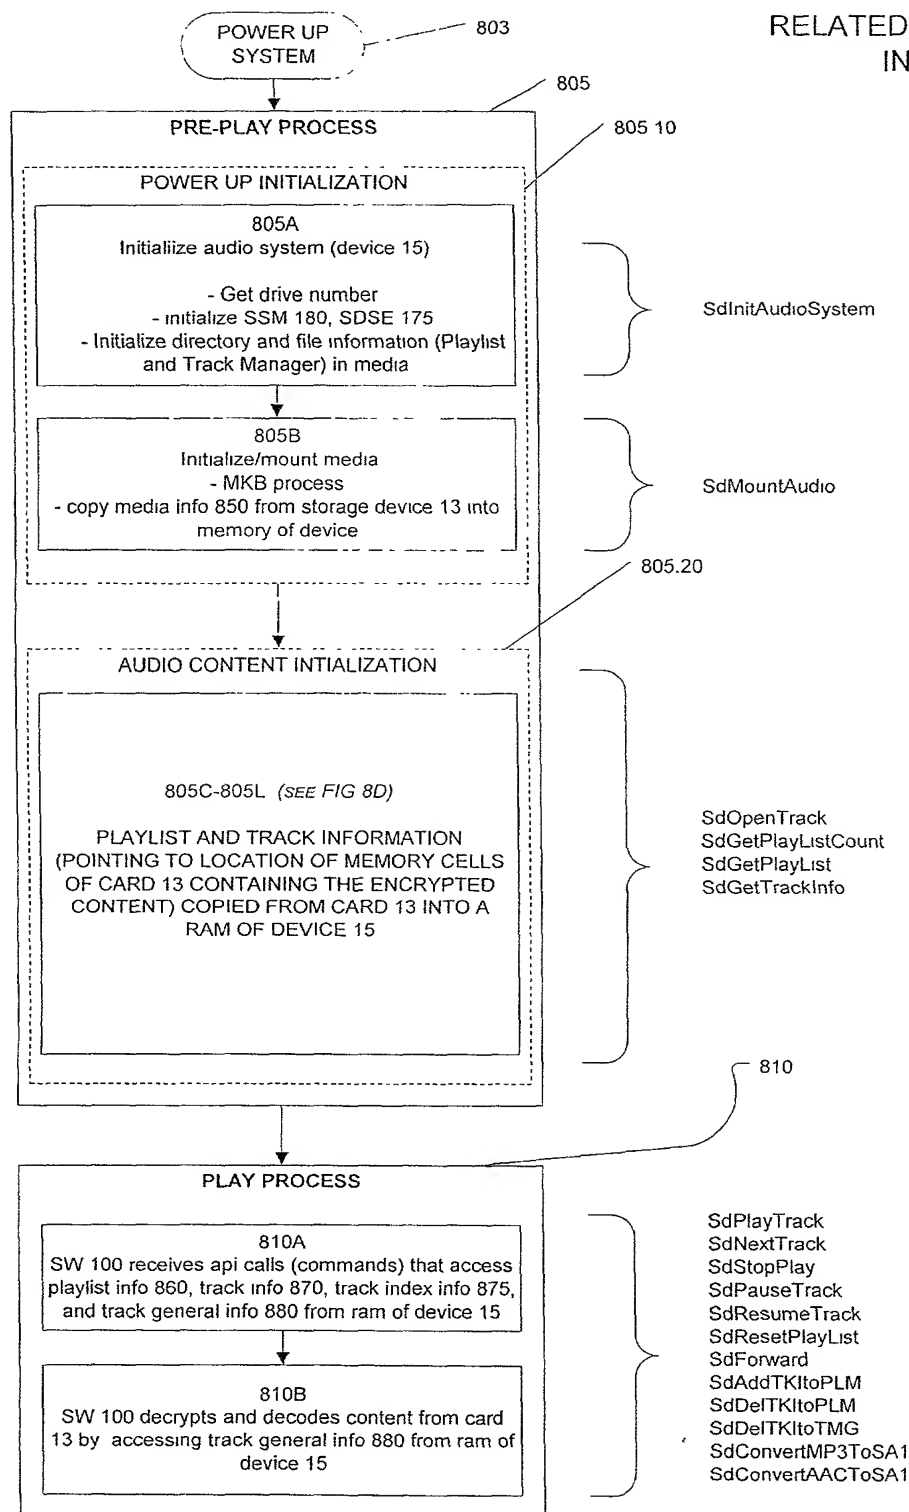 POWER UP
SYSTEM
803
RELATED
IN
805
PRE-PLAY PROCESS
805 10
POWER UP INITIALIZATION
805A
Initialiize audio system (device 15)
- Get drive number
- initialize SSM 180, SDSE 175
- Initialize directory and file information (Playlist
and Track Manager) in media
SdInitAudioSystem
805B
Initialize/mount media
- MKB process
- copy media info 850 from storage device 13 into
memory of device
SdMountAudio
805.20
AUDIO CONTENT INTIALIZATION
805C-805L (SEE FIG 8D)
PLAYLIST AND TRACK INFORMATION
(POINTING TO LOCATION OF MEMORY CELLS
OF CARD 13 CONTAINING THE ENCRYPTED
CONTENT) COPIED FROM CARD 13 INTO A
RAM OF DEVICE 15
SdOpenTrack
SdGetPlayListCount
SdGetPlayList
SdGetTrackInfo
810
PLAY PROCESS
810A
SW 100 receives api calls (commands) that access
playlist info 860, track info 870, track index info 875,
and track general info 880 from ram of device 15
810B
SW 100 decrypts and decodes content from card
13 by accessing track general info 880 from ram of
device 15
SdPlayTrack
SdNextTrack
SdStopPlay
SdPauseTrack
SdResumeTrack
SdResetPlayList
SdForward
SdAddTKItoPLM
SdDelTKItoPLM
SdDelTKItoTMG
SdConvertMP3ToSA1
SdConvertAACToSA1